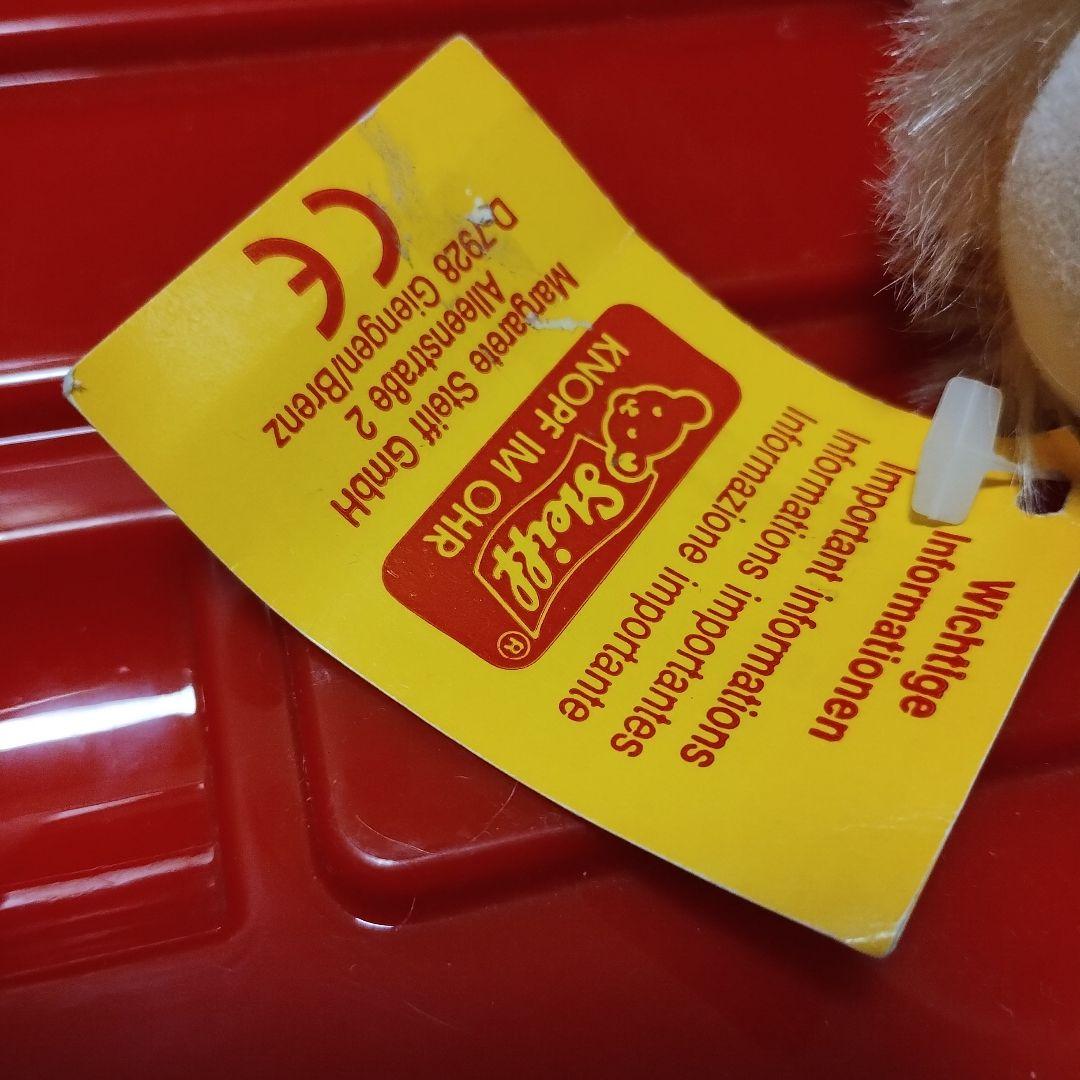 Wichtige
Informationen
Important informations
Informations importantes
Informazione importante
Steiff ®
KNOPF IM OHR
Margarete Steiff GmbH
Alleenstraße 2
D-7928 Giengen/Brenz
CE